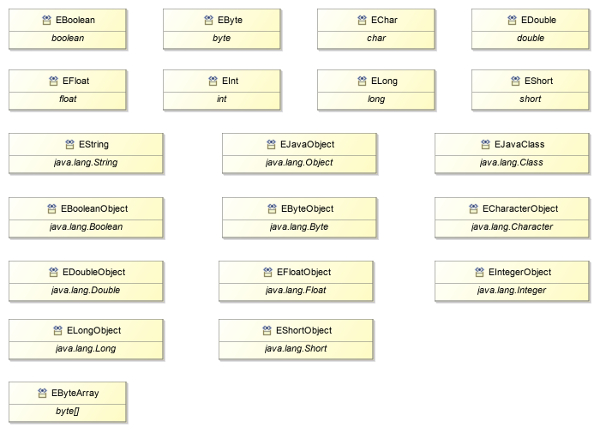 EBoolean
boolean
EByte
byte
EChar
char
EDouble
double
EFloat
float
EInt
int
ELong
long
EShort
short
EString
java.lang.String
EJavaObject
java.lang.Object
EJavaClass
java.lang.Class
EBooleanObject
java.lang.Boolean
EByteObject
java.lang.Byte
ECharacterObject
java.lang.Character
EDoubleObject
java.lang.Double
EFloatObject
java.lang.Float
EIntegerObject
java.lang.Integer
ELongObject
java.lang.Long
EShortObject
java.lang.Short
EByteArray
byte[]